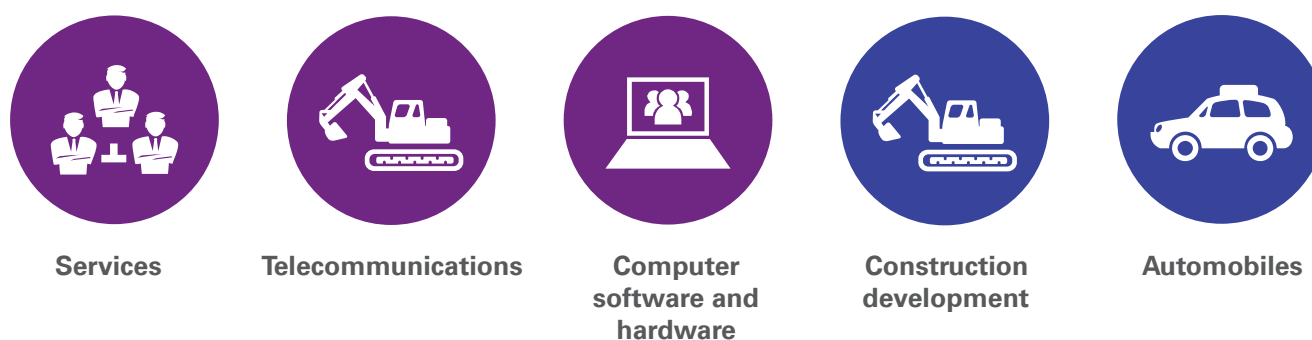 Services
Telecommunications
Computer
software and
hardware
Construction
development
Automobiles